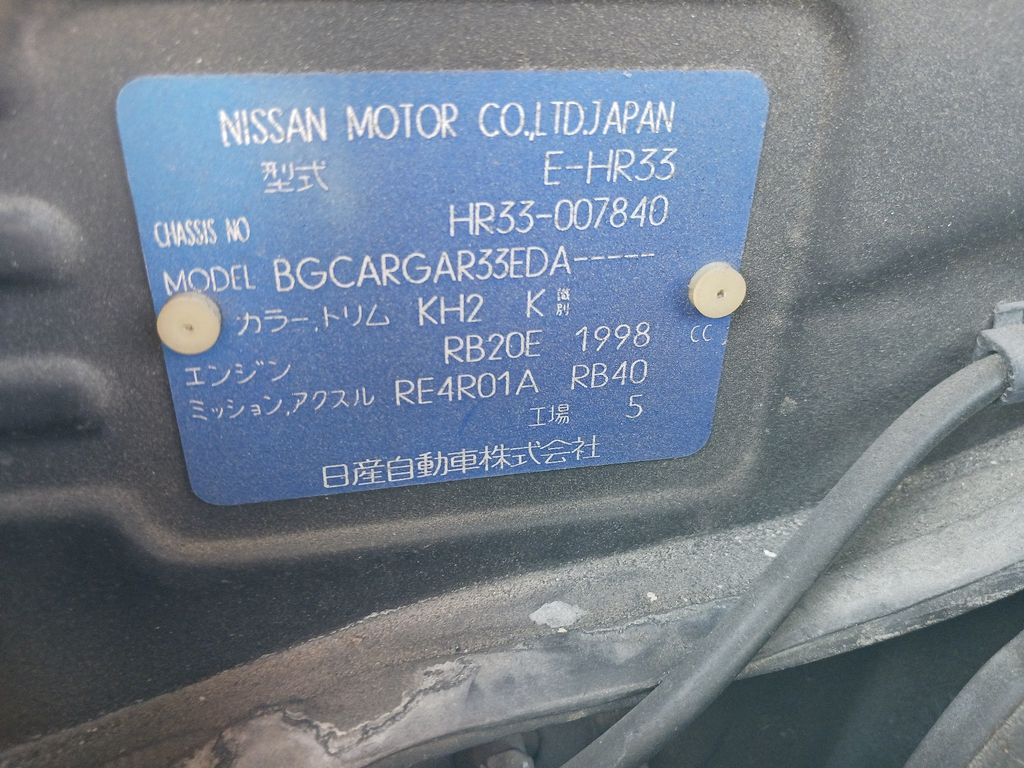 NISSAN MOTOR CO.,LTD.JAPAN
型式 E-HR33
CHASSIS NO HR33-007840
MODEL BGCARGAR33EDA-----
カラー,トリム KH2 K 識別
エンジン RB20E 1998 CC
ミッション,アクスル RE4R01A RB40
工場 5
日産自動車株式会社